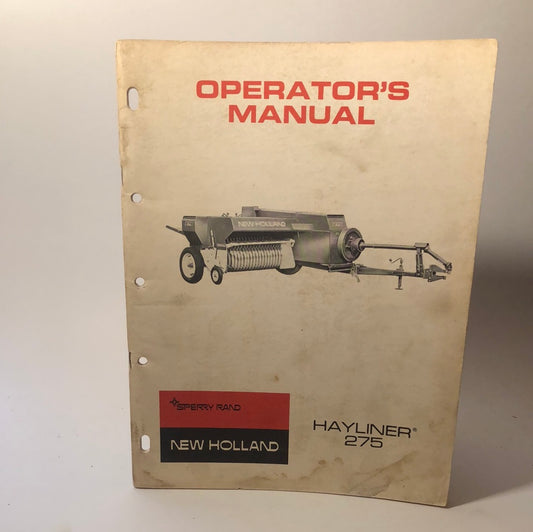 OPERATOR'S
MANUAL
NEW HOLLAND
SPERRY RAND
NEW HOLLAND
HAYLINER®
275